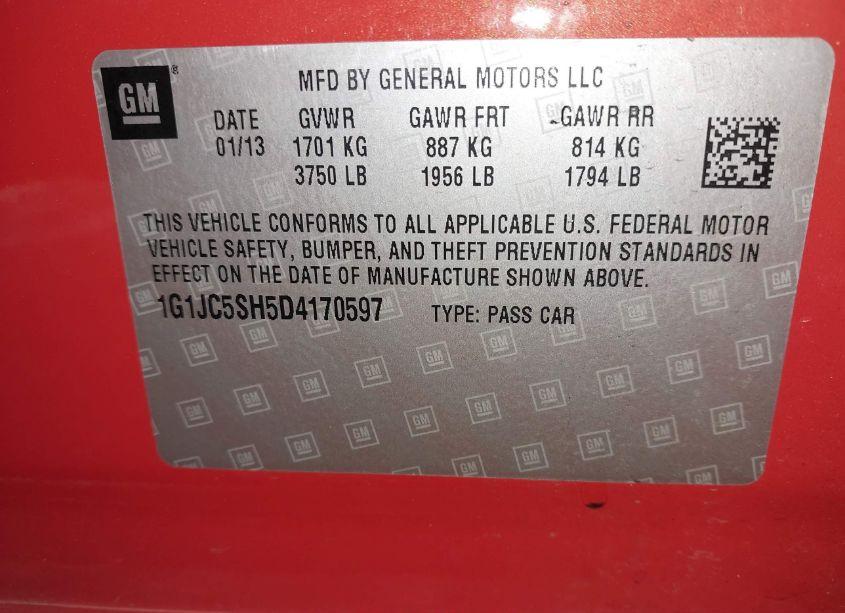 GM
MFD BY GENERAL MOTORS LLC
DATE GVWR GAWR FRT GAWR RR
01/13 1701 KG 887 KG 814 KG
3750 LB 1956 LB 1794 LB
THIS VEHICLE CONFORMS TO ALL APPLICABLE U.S. FEDERAL MOTOR
VEHICLE SAFETY, BUMPER, AND THEFT PREVENTION STANDARDS IN
EFFECT ON THE DATE OF MANUFACTURE SHOWN ABOVE.
1G1JC5SH5D4170597 TYPE: PASS CAR